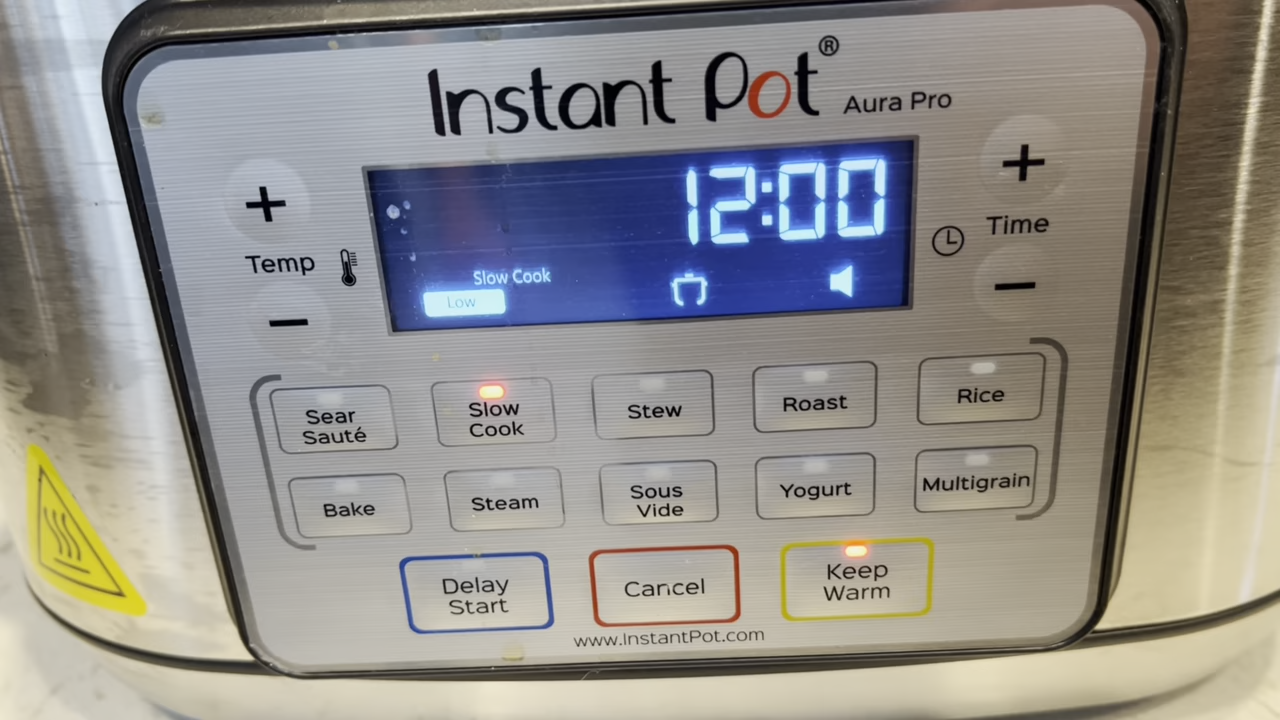 Instant Pot®
Aura Pro
12:00
Slow Cook
Low
+
Temp
−
+
Time
−
Sear
Sauté
Slow
Cook
Stew
Roast
Rice
Bake
Steam
Sous
Vide
Yogurt
Multigrain
Delay
Start
Cancel
Keep
Warm
www.InstantPot.com